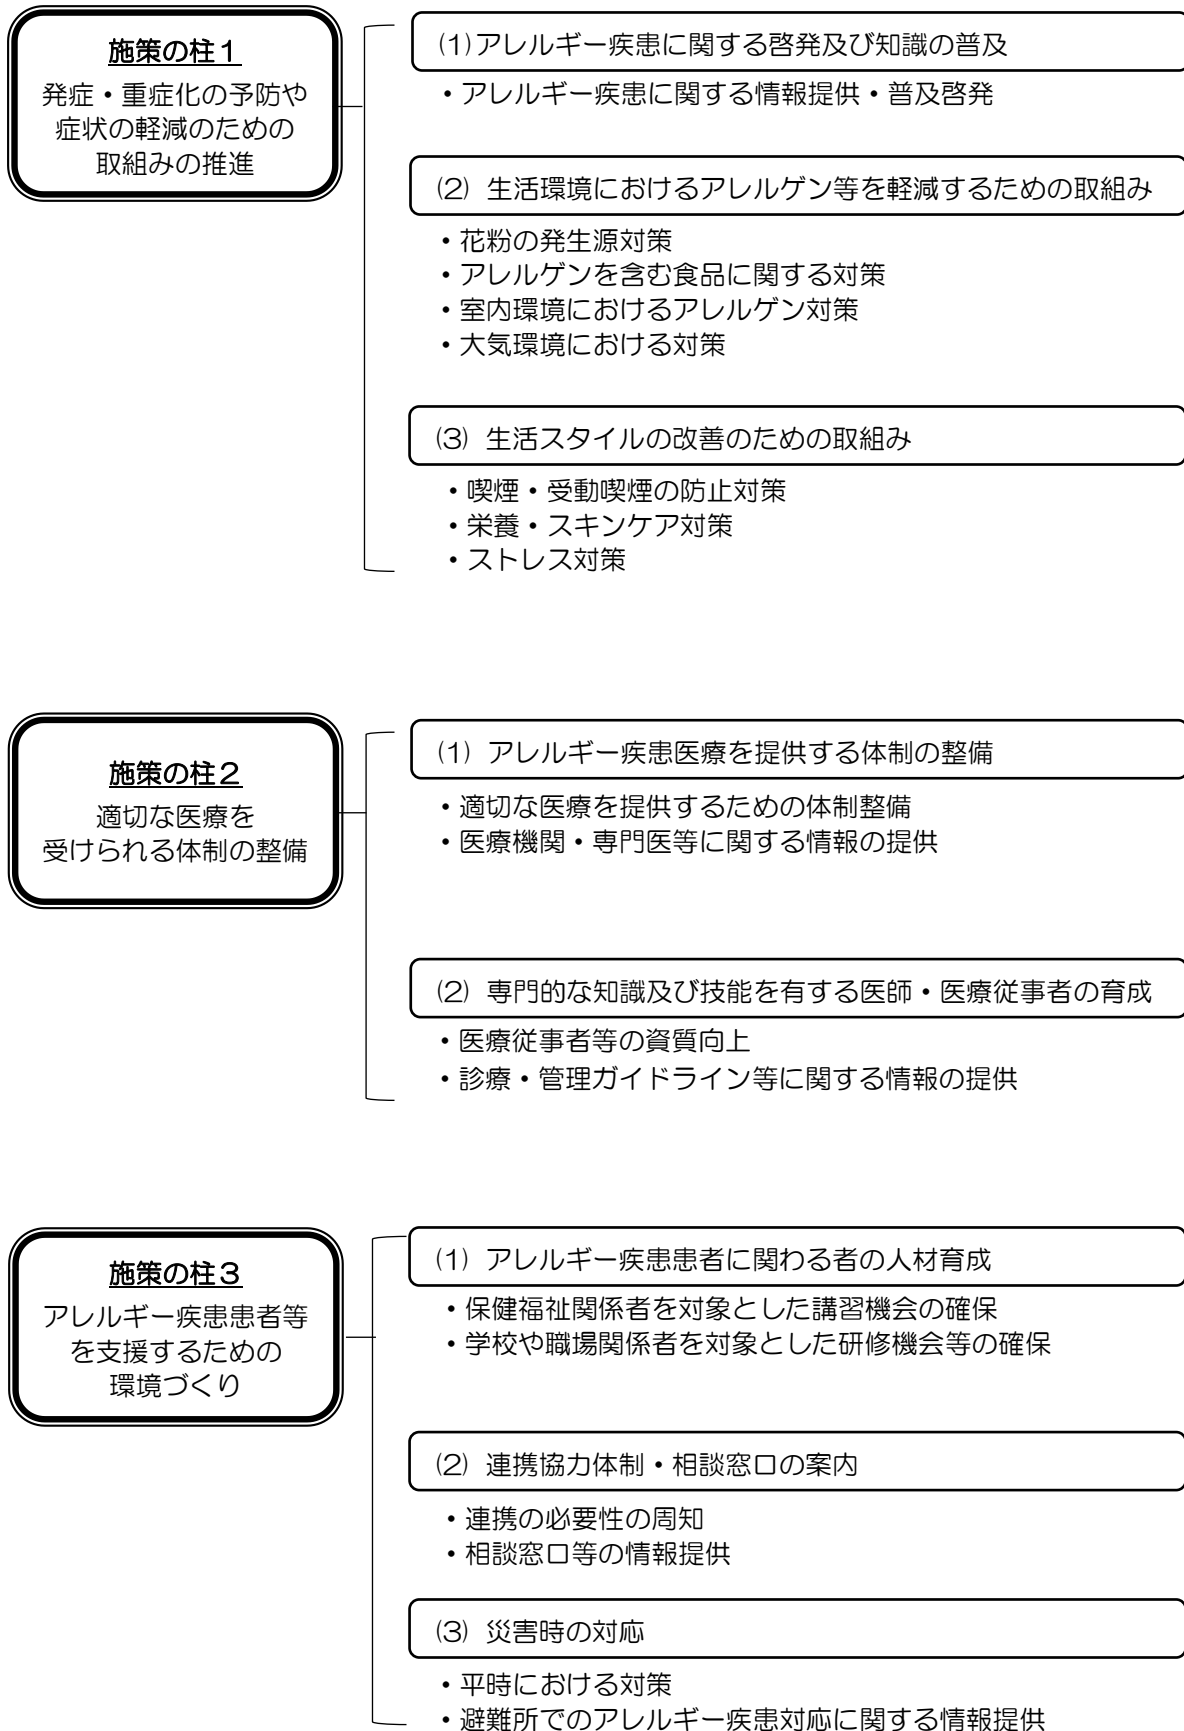 施策の柱1
発症・重症化の予防や
症状の軽減のための
取組みの推進
(1)アレルギー疾患に関する啓発及び知識の普及
・アレルギー疾患に関する情報提供・普及啓発
(2) 生活環境におけるアレルゲン等を軽減するための取組み
・花粉の発生源対策
・アレルゲンを含む食品に関する対策
・室内環境におけるアレルゲン対策
・大気環境における対策
(3) 生活スタイルの改善のための取組み
・喫煙・受動喫煙の防止対策
・栄養・スキンケア対策
・ストレス対策
施策の柱2
適切な医療を
受けられる体制の整備
(1) アレルギー疾患医療を提供する体制の整備
・適切な医療を提供するための体制整備
・医療機関・専門医等に関する情報の提供
(2) 専門的な知識及び技能を有する医師・医療従事者の育成
・医療従事者等の資質向上
・診療・管理ガイドライン等に関する情報の提供
施策の柱3
アレルギー疾患患者等
を支援するための
環境づくり
(1) アレルギー疾患患者に関わる者の人材育成
・保健福祉関係者を対象とした講習機会の確保
・学校や職場関係者を対象とした研修機会等の確保
(2) 連携協力体制・相談窓口の案内
・連携の必要性の周知
・相談窓口等の情報提供
(3) 災害時の対応
・平時における対策
・避難所でのアレルギー疾患対応に関する情報提供